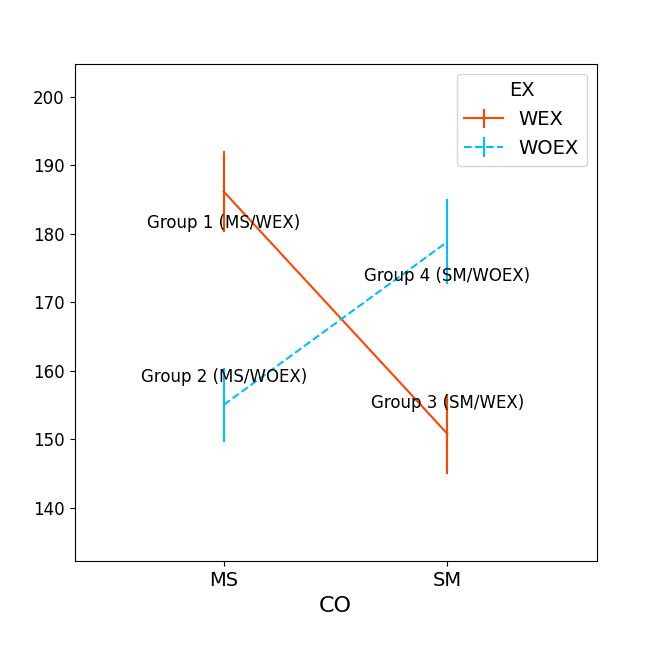 EX
WEX
WOEX
200
190
180
170
160
150
140
Group 1 (MS/WEX)
Group 4 (SM/WOEX)
Group 2 (MS/WOEX)
Group 3 (SM/WEX)
MS
SM
CO